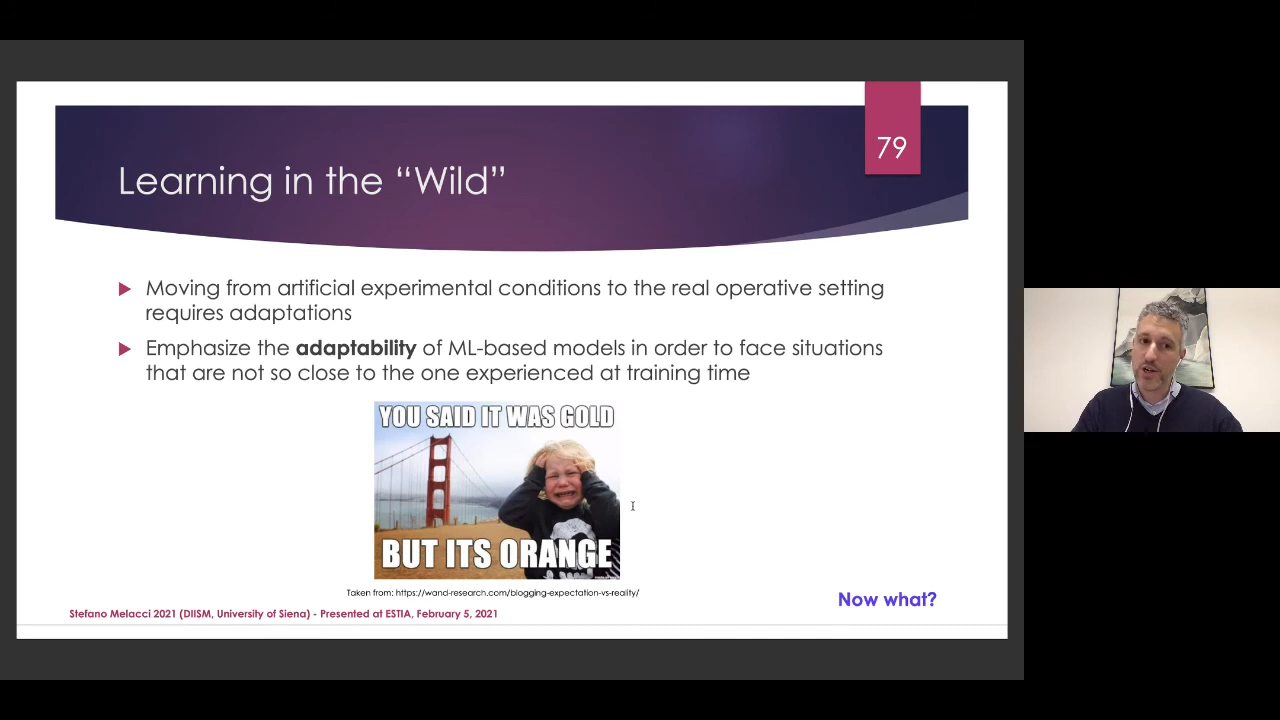 79
Learning in the “Wild”
Moving from artificial experimental conditions to the real operative setting
requires adaptations
Emphasize the adaptability of ML-based models in order to face situations
that are not so close to the one experienced at training time
YOU SAID IT WAS GOLD
BUT ITS ORANGE
Taken from: https://wand-research.com/blogging-expectation-vs-reality/
Now what?
Stefano Melacci 2021 (DIISM, University of Siena) - Presented at ESTIA, February 5, 2021